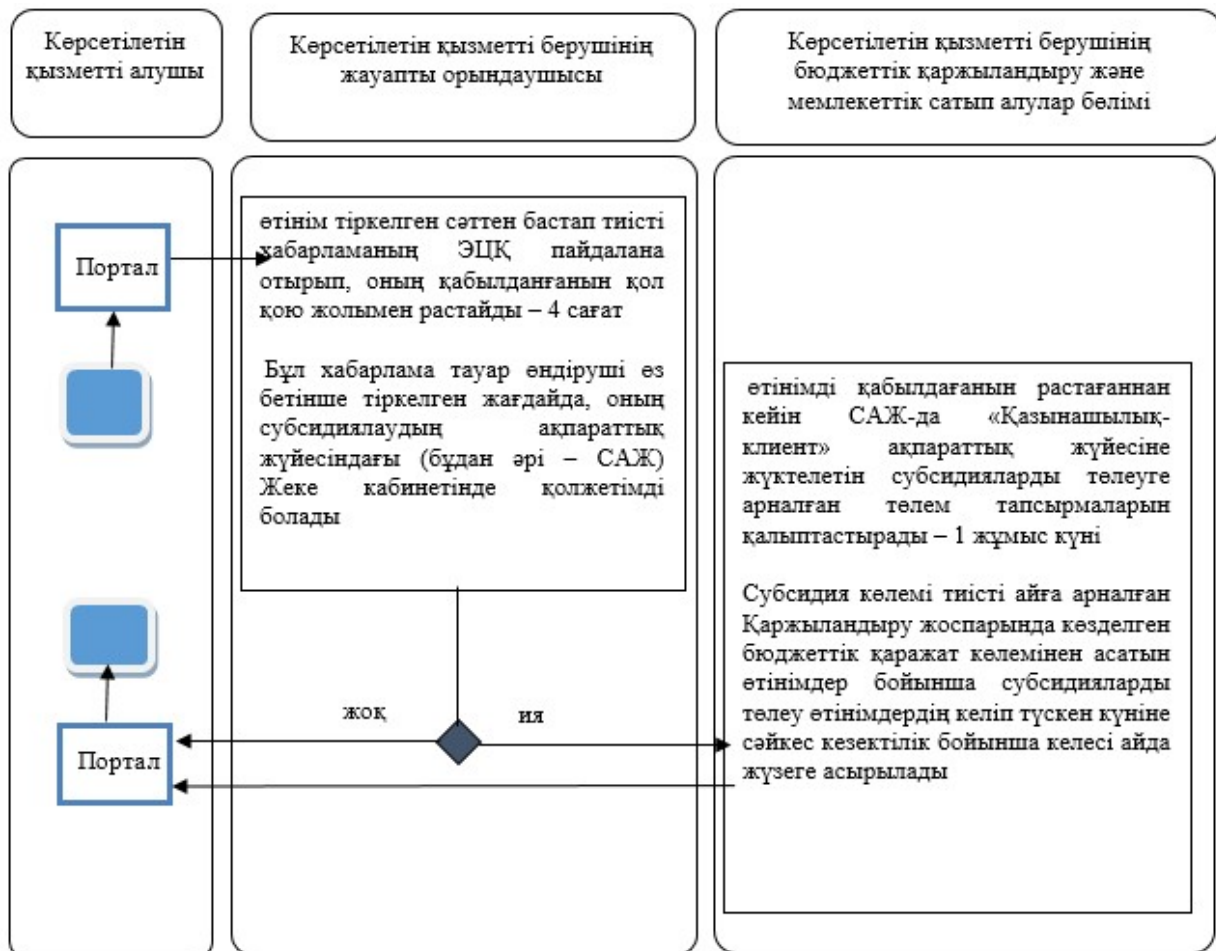 Көрсетілетін
қызметті алушы
Көрсетілетін қызметті берушінің
жауапты орындаушысы
Көрсетілетін қызметті берушінің
бюджеттік қаржыландыру және
мемлекеттік сатып алулар бөлімі
Портал
өтінім тіркелген сәттен бастап тиісті
хабарламаның ЭЦҚ пайдалана
отырып, оның қабылданғанын қол
қою жолымен растайды – 4 сағат
Бұл хабарлама тауар өндіруші өз
бетінше тіркелген жағдайда, оның
субсидиялаудың ақпараттық
жүйесіндағы (бұдан әрі – САЖ)
Жеке кабинетінде қолжетімді
болады
өтінімді қабылдағанын растағаннан
кейін САЖ-да «Қазынашылық-
клиент» ақпараттық жүйесіне
жүктелетін субсидияларды төлеуге
арналған төлем тапсырмаларын
қалыптастырады – 1 жұмыс күні
Субсидия көлемі тиісті айға арналған
Қаржыландыру жоспарында көзделген
бюджеттік қаражат көлемінен асатын
өтінімдер бойынша субсидияларды
төлеу өтінімдердің келіп түскен күніне
сәйкес кезектілік бойынша келесі айда
жүзеге асырылады
жоқ
ия
Портал